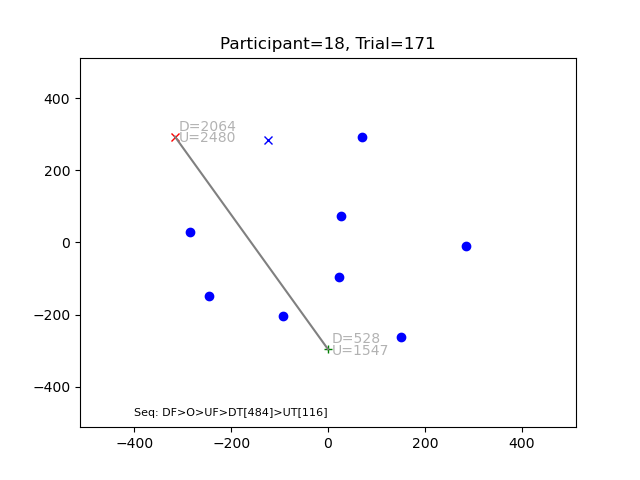 Participant=18, Trial=171
400
200
0
−200
−400
D=2064
U=2480
D=528
U=1547
Seq: DF>O>UF>DT[484]>UT[116]
−400
−200
0
200
400